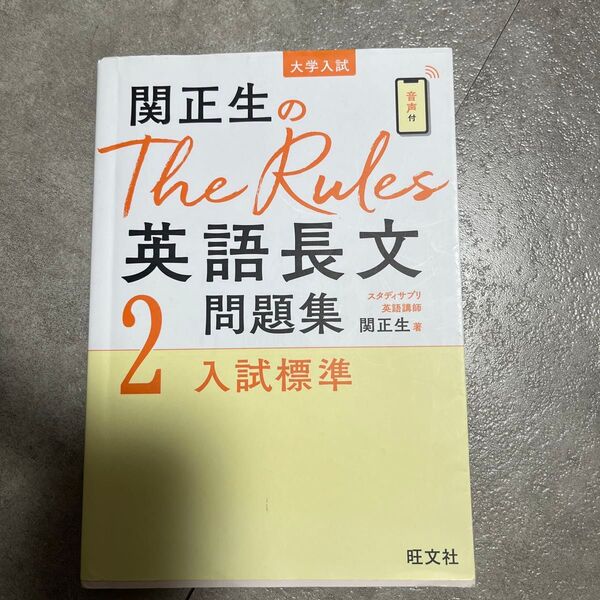 大学入試
関正生の
音声付
The Rules
英語長文
2
問題集
スタディサプリ
英語講師
関正生 著
入試標準
旺文社